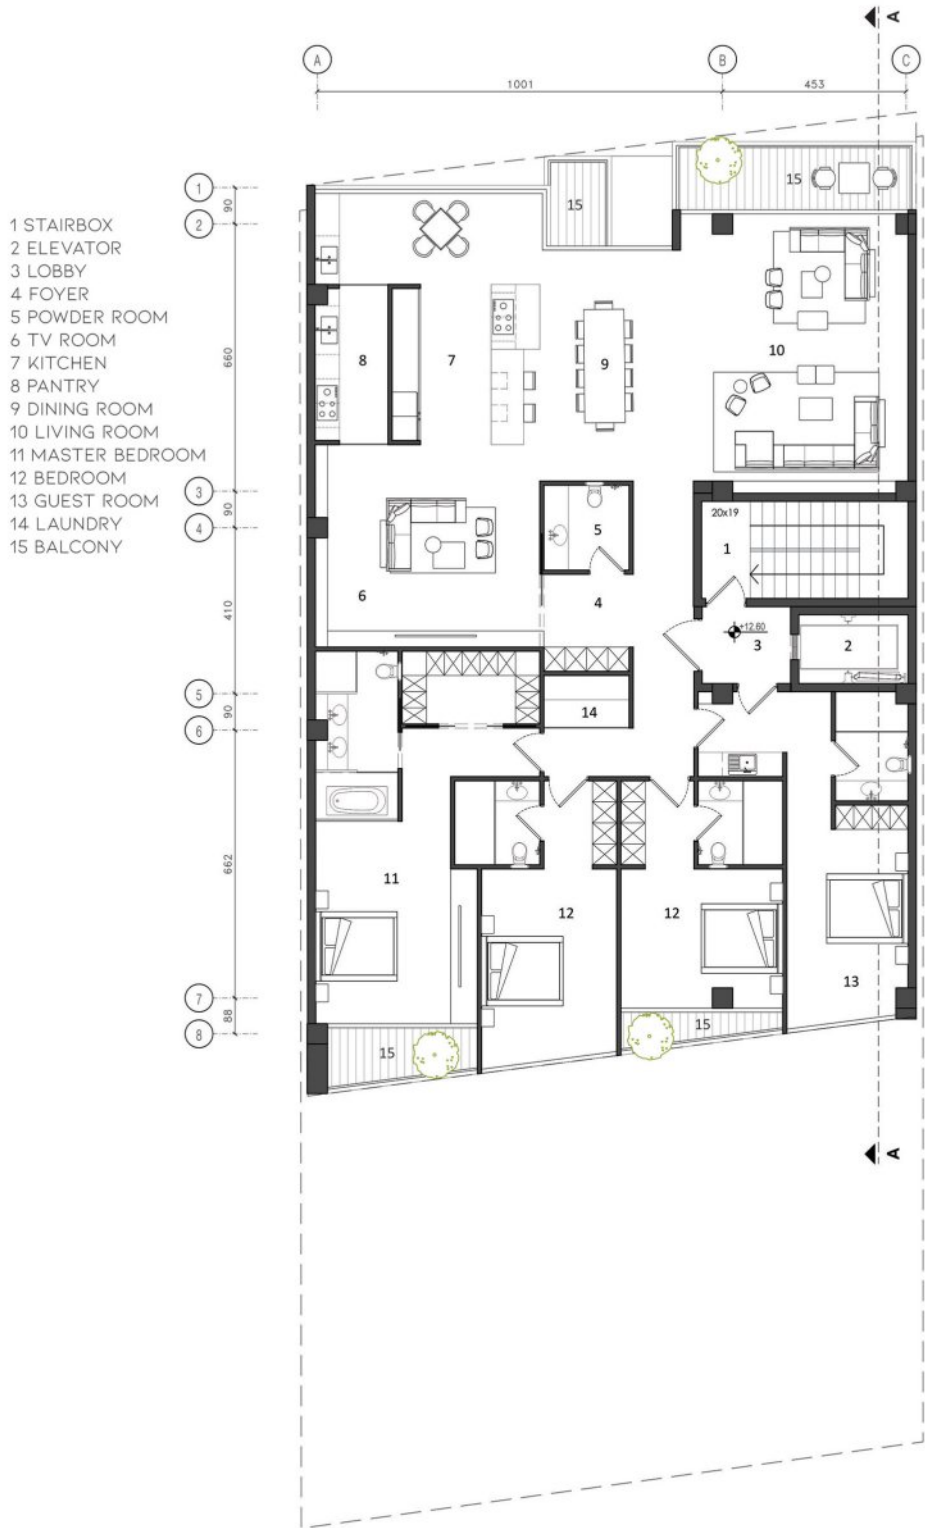 A
A
B
C
1001
453
1
90
2
15
15
1 STAIRBOX
2 ELEVATOR
3 LOBBY
4 FOYER
5 POWDER ROOM
6 TV ROOM
7 KITCHEN
8 PANTRY
9 DINING ROOM
10 LIVING ROOM
11 MASTER BEDROOM
12 BEDROOM
13 GUEST ROOM
14 LAUNDRY
15 BALCONY
660
8
7
9
10
3
90
4
20x19
5
1
410
6
4
+12.60
3
2
5
90
6
14
662
11
12
12
13
7
88
8
15
15
A